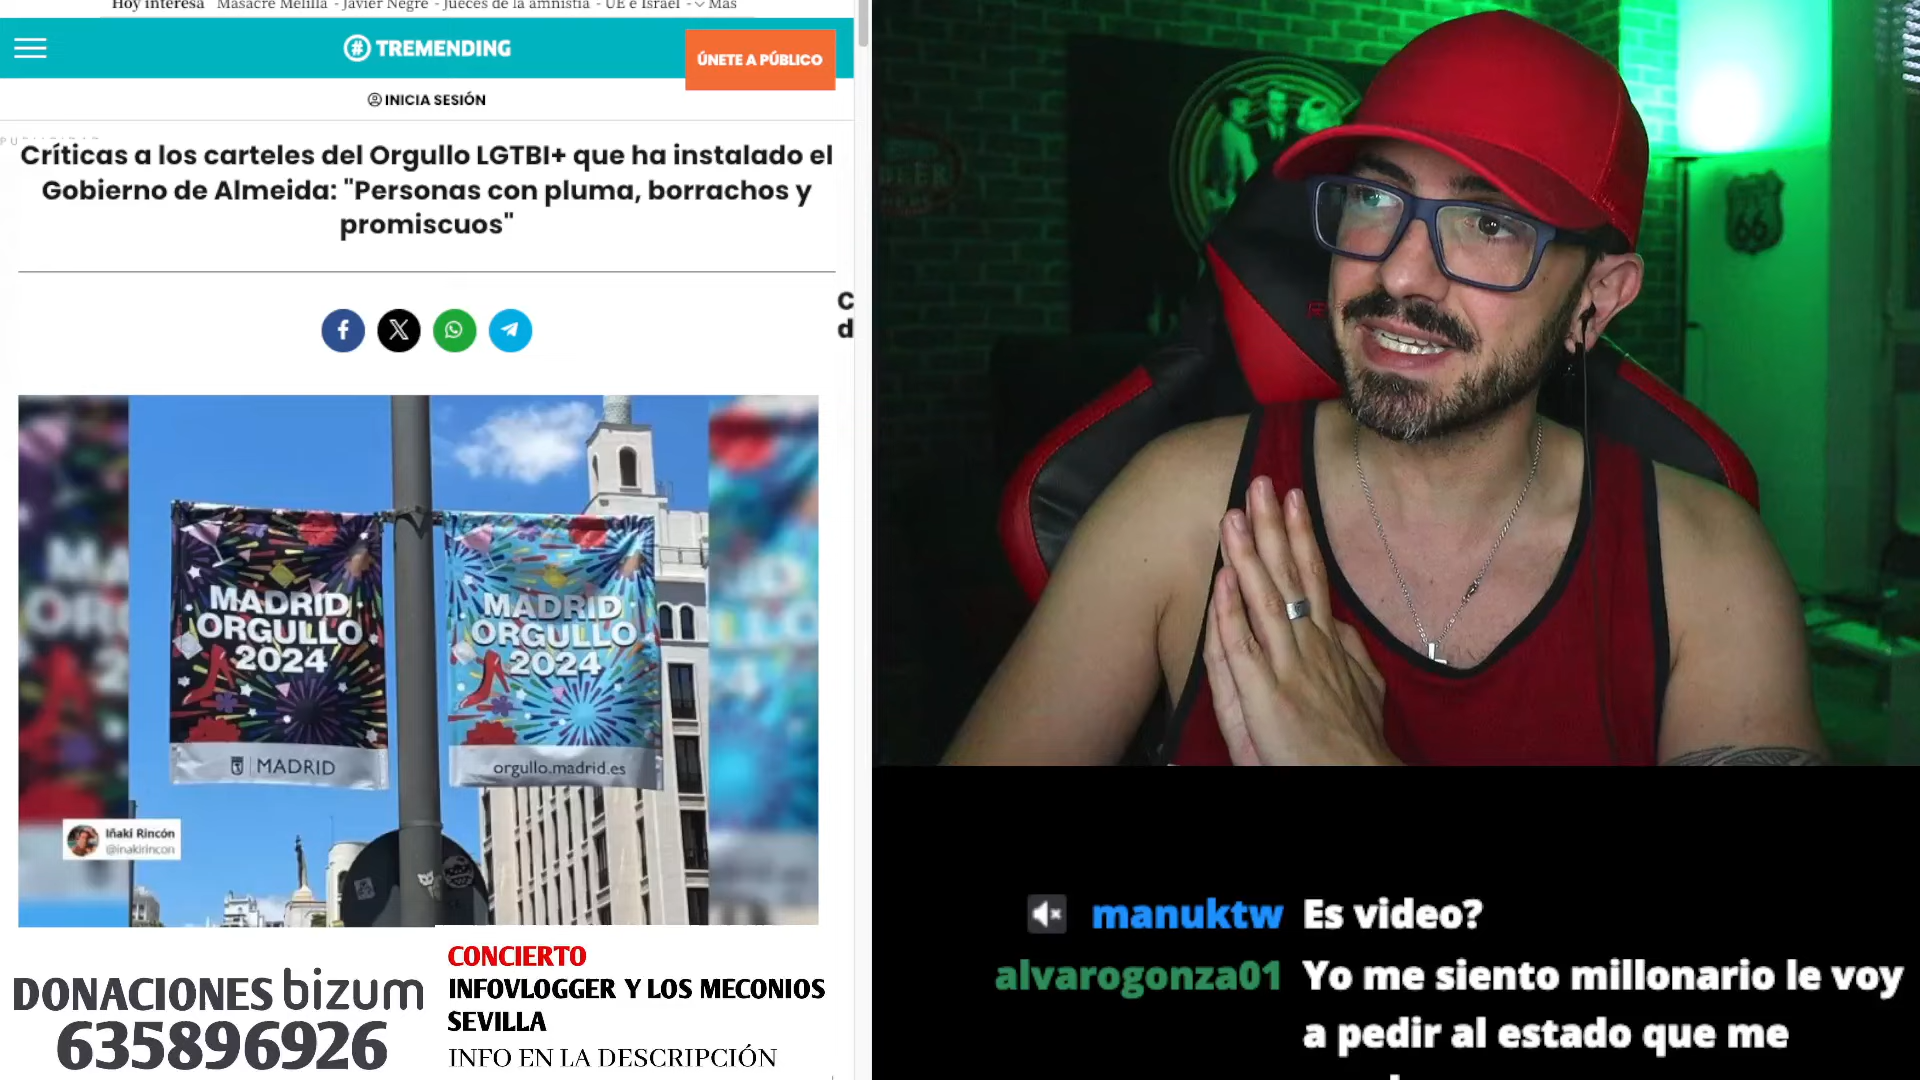 Hoy interesa Masacre Melilla - Javier Negre - Jueces de la amnistía - UE e Israel - Más
# TREMENDING
ÚNETE A PÚBLICO
INICIA SESIÓN
Críticas a los carteles del Orgullo LGTBI+ que ha instalado el
Gobierno de Almeida: "Personas con pluma, borrachos y
promiscuos"
C
d
MADRID
ORGULLO
2024
MADRID
MADRID
ORGULLO
2024
orgullo.madrid.es
Iñaki Rincón
@inakirincon
DONACIONES bizum
635896926
CONCIERTO
INFOVLOGGER Y LOS MECONIOS
SEVILLA
INFO EN LA DESCRIPCIÓN
66
manuktw Es video?
alvarogonza01 Yo me siento millonario le voy
a pedir al estado que me